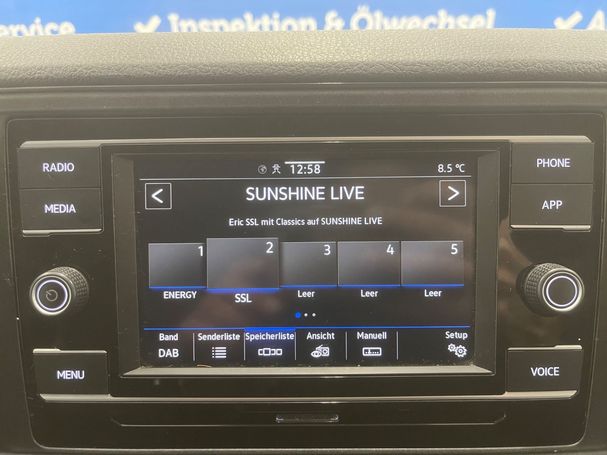 ervice
✓ Inspektion & Ölwechsel
✓ A
12:58
8.5 °C
RADIO
MEDIA
MENU
PHONE
APP
VOICE
<
SUNSHINE LIVE
>
Eric SSL mit Classics auf SUNSHINE LIVE
1 2 3 4 5
ENERGY SSL Leer Leer Leer
Band Senderliste Speicherliste Ansicht Manuell Setup
DAB